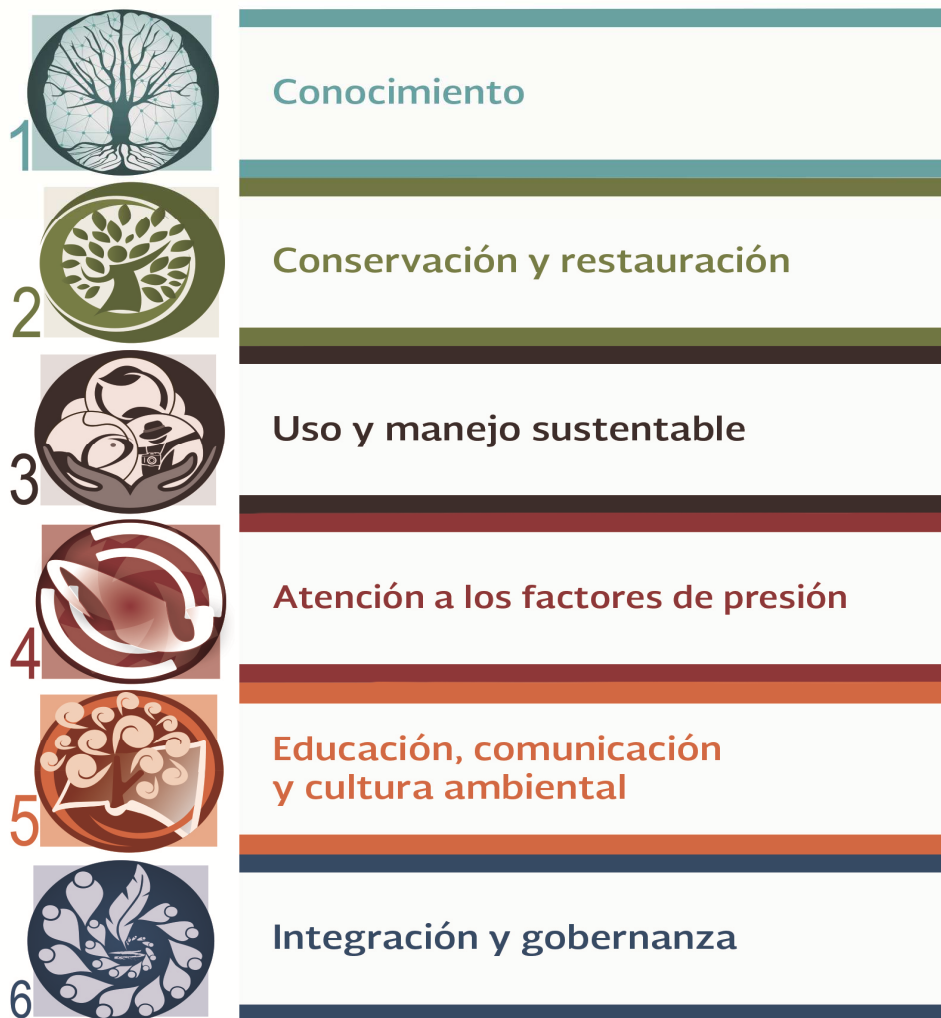 1
Conocimiento
2
Conservación y restauración
3
Uso y manejo sustentable
4
Atención a los factores de presión
5
Educación, comunicación
y cultura ambiental
6
Integración y gobernanza